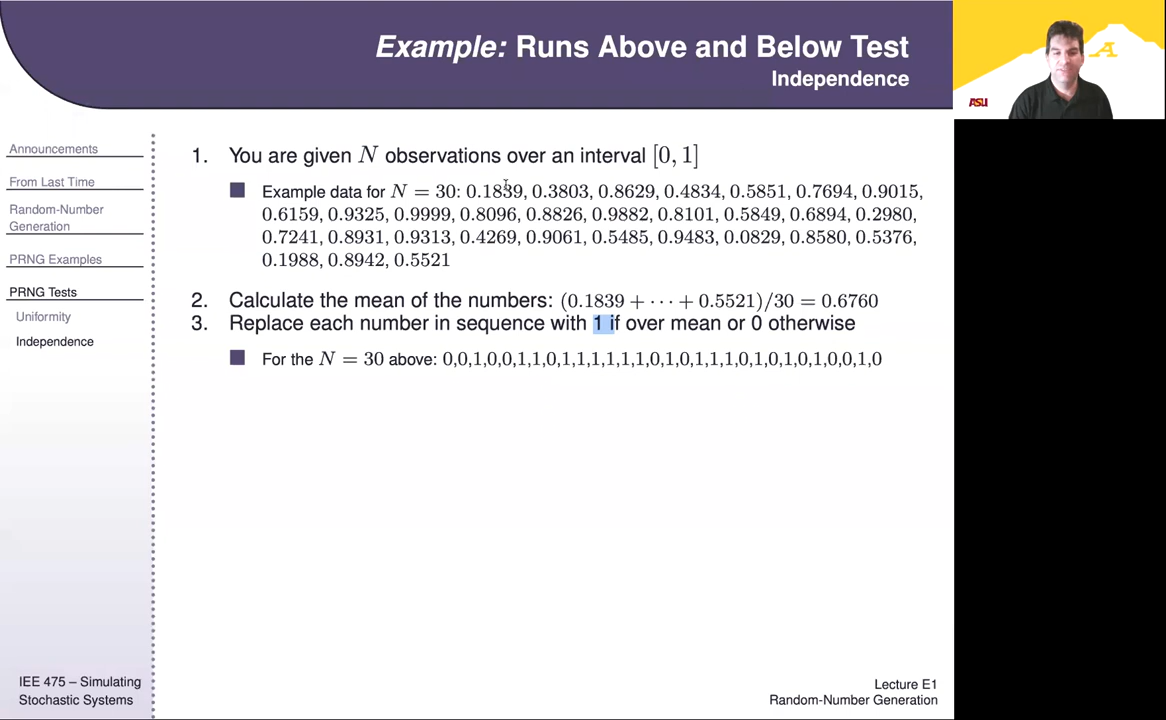 Example: Runs Above and Below Test
Independence
A
ASU
Announcements
From Last Time
Random-Number
Generation
PRNG Examples
PRNG Tests
Uniformity
Independence
1. You are given N observations over an interval [0, 1]
Example data for N = 30: 0.1839, 0.3803, 0.8629, 0.4834, 0.5851, 0.7694, 0.9015,
0.6159, 0.9325, 0.9999, 0.8096, 0.8826, 0.9882, 0.8101, 0.5849, 0.6894, 0.2980,
0.7241, 0.8931, 0.9313, 0.4269, 0.9061, 0.5485, 0.9483, 0.0829, 0.8580, 0.5376,
0.1988, 0.8942, 0.5521
2. Calculate the mean of the numbers: (0.1839 + ⋯ + 0.5521)/30 = 0.6760
3. Replace each number in sequence with 1 if over mean or 0 otherwise
For the N = 30 above: 0,0,1,0,0,1,1,0,1,1,1,1,1,1,0,1,0,1,1,1,0,1,0,1,0,1,0,0,1,0
IEE 475 – Simulating
Stochastic Systems
Lecture E1
Random-Number Generation